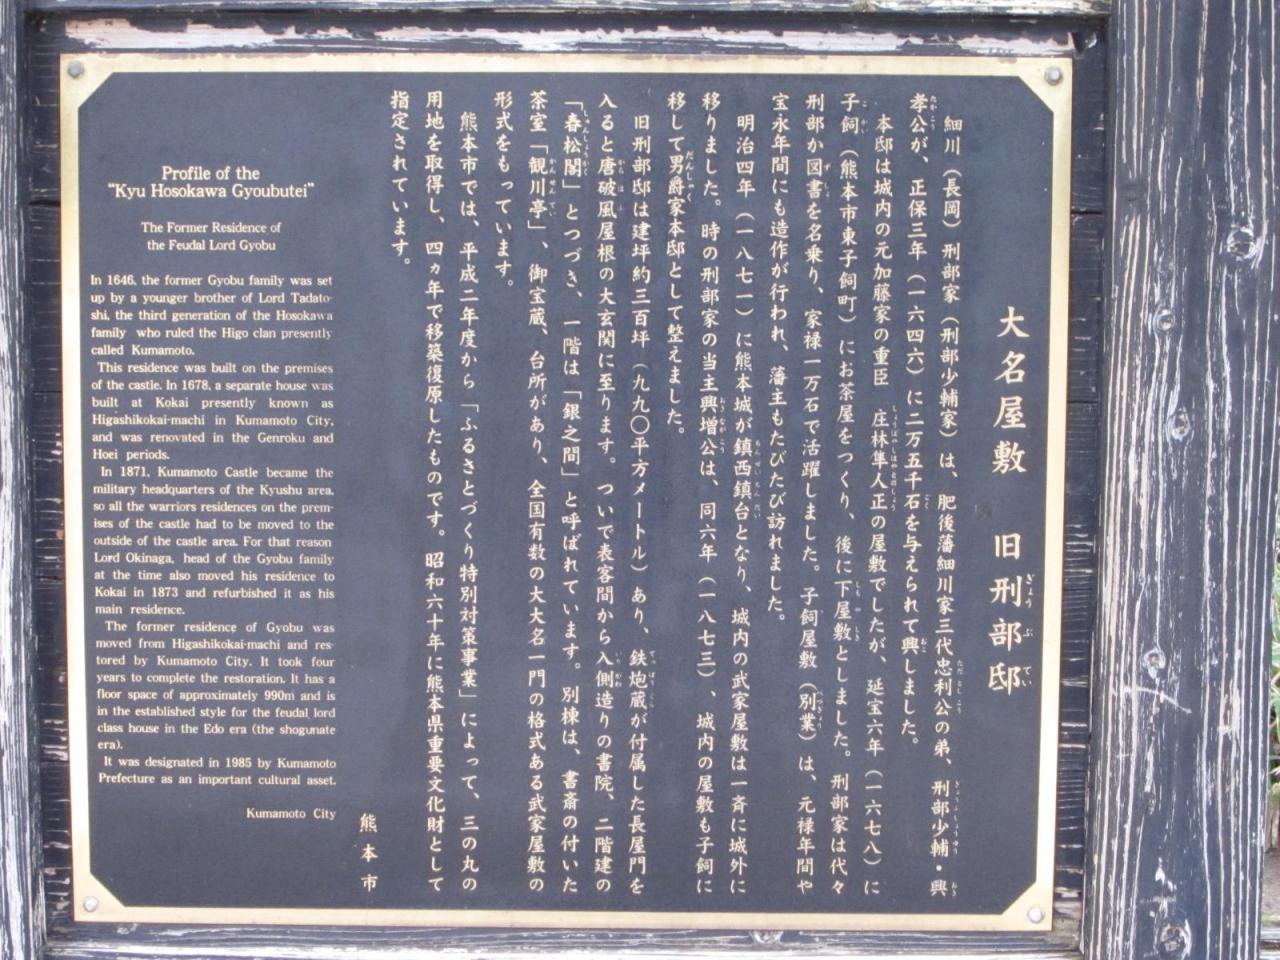 大名屋敷　旧刑部邸
細川（長岡）刑部家（刑部少輔家）は、肥後藩細川家三代忠利公の弟、刑部少輔・興
孝公が、正保三年（一六四六）に二万五千石を与えられて興しました。
本邸は城内の元加藤家の重臣　庄林隼人正の屋敷でしたが、延宝六年（一六七八）に
子飼（熊本市東子飼町）にお茶屋をつくり、後に下屋敷としました。刑部家は代々
刑部か図書を名乗り、家禄一万石で活躍しました。子飼屋敷（別業）は、元禄年間や
宝永年間にも造作が行われ、藩主もたびたび訪れました。
明治四年（一八七一）に熊本城が鎮西鎮台となり、城内の武家屋敷は一斉に城外に
移りました。時の刑部家の当主興増公は、同六年（一八七三）、城内の屋敷も子飼に
移して男爵家本邸として整えました。
旧刑部邸は建坪約三百坪（九九〇平方メートル）あり、鉄炮蔵が付属した長屋門を
入ると唐破風屋根の大玄関に至ります。ついで表客間から入側造りの書院、二階建の
「春松閣」とつづき、一階は「銀之間」と呼ばれています。別棟は、書斎の付いた
茶室「観川亭」、御宝蔵、台所があり、全国有数の大大名一門の格式ある武家屋敷の
形式をもっています。
熊本市では、平成二年度から「ふるさとづくり特別対策事業」によって、三の丸の
用地を取得し、四ヵ年で移築復原したものです。昭和六十年に熊本県重要文化財として
指定されています。
熊本市
Profile of the
"Kyu Hosokawa Gyoubutei"
The Former Residence of
the Feudal Lord Gyobu
In 1646, the former Gyobu family was set
up by a younger brother of Lord Tadato-
shi, the third generation of the Hosokawa
family who ruled the Higo clan presently
called Kumamoto.
This residence was built on the premises
of the castle. In 1678, a separate house was
built at Kokai presently known as
Higashikokai-machi in Kumamoto City,
and was renovated in the Genroku and
Hoei periods.
In 1871, Kumamoto Castle became the
military headquarters of the Kyushu area,
so all the warriors residences on the prem-
ises of the castle had to be moved to the
outside of the castle area. For that reason
Lord Okinaga, head of the Gyobu family
at the time also moved his residence to
Kokai in 1873 and refurbished it as his
main residence.
The former residence of Gyobu was
moved from Higashikokai-machi and res-
tored by Kumamoto City. It took four
years to complete the restoration. It has a
floor space of approximately 990m and is
in the established style for the feudal lord
class house in the Edo era (the shogunate
era).
It was designated in 1985 by Kumamoto
Prefecture as an important cultural asset.
Kumamoto City